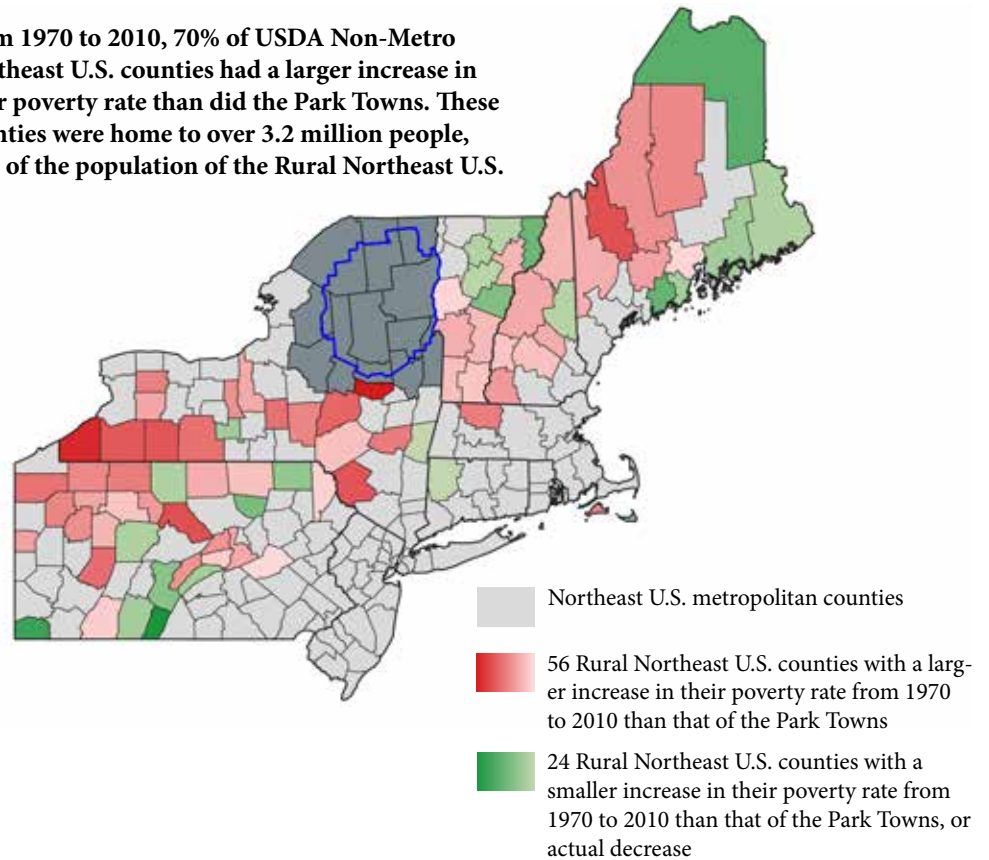 1970 to 2010, 70% of USDA Non-Metro
U.S. counties had a larger increase in
poverty rate than did the Park Towns. These
were home to over 3.2 million people,
of the population of the Rural Northeast U.S.
Northeast U.S. metropolitan counties
56 Rural Northeast U.S. counties with a larg-
er increase in their poverty rate from 1970
to 2010 than that of the Park Towns
24 Rural Northeast U.S. counties with a
smaller increase in their poverty rate from
1970 to 2010 than that of the Park Towns, or
actual decrease